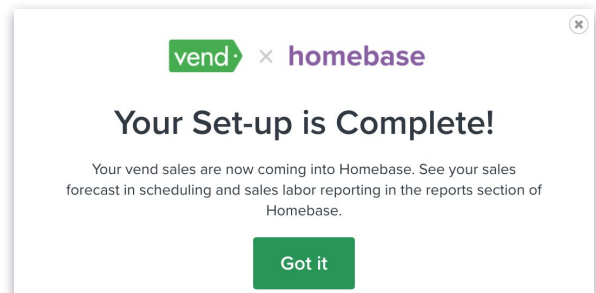 vend × homebase
Your Set-up is Complete!
Your vend sales are now coming into Homebase. See your sales
forecast in scheduling and sales labor reporting in the reports section of
Homebase.
Got it